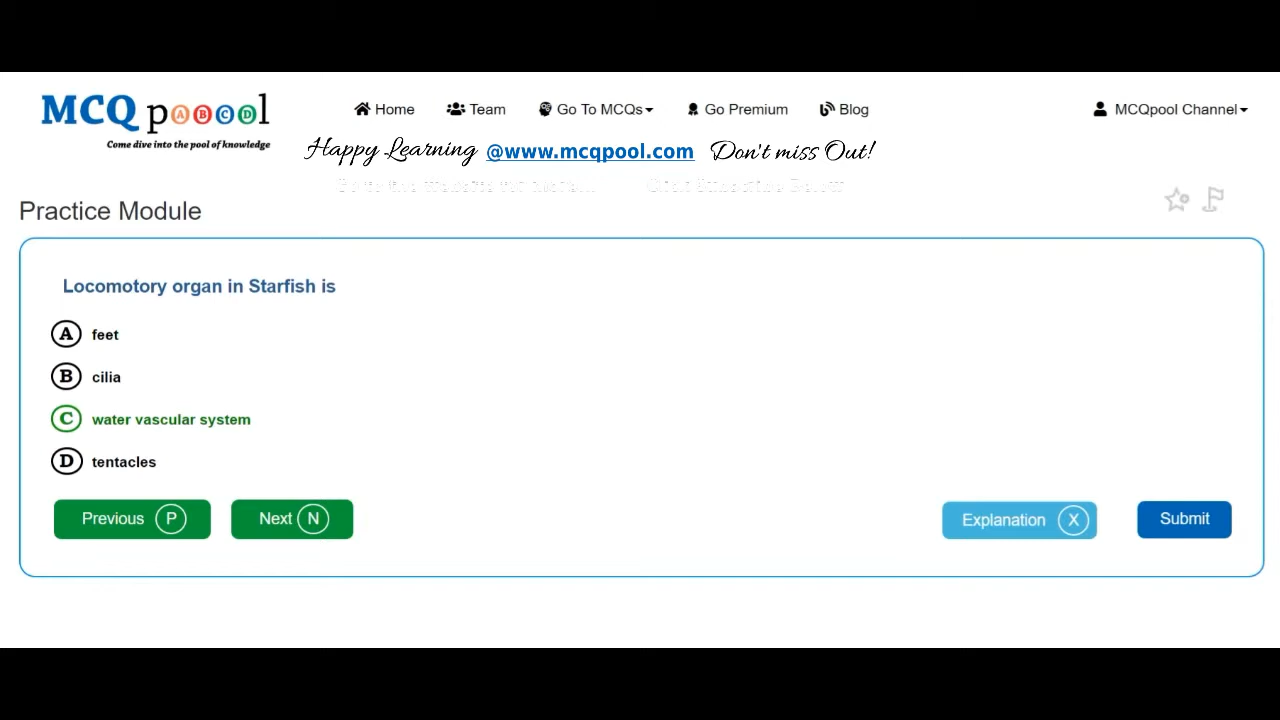 MCQ pooool
Home Team Go To MCQs Go Premium Blog MCQpool Channel
Come dive into the pool of knowledge
Happy Learning @www.mcqpool.com Don't miss Out!
Practice Module
Locomotory organ in Starfish is
A feet
B cilia
C water vascular system
D tentacles
Previous P Next N Explanation X Submit